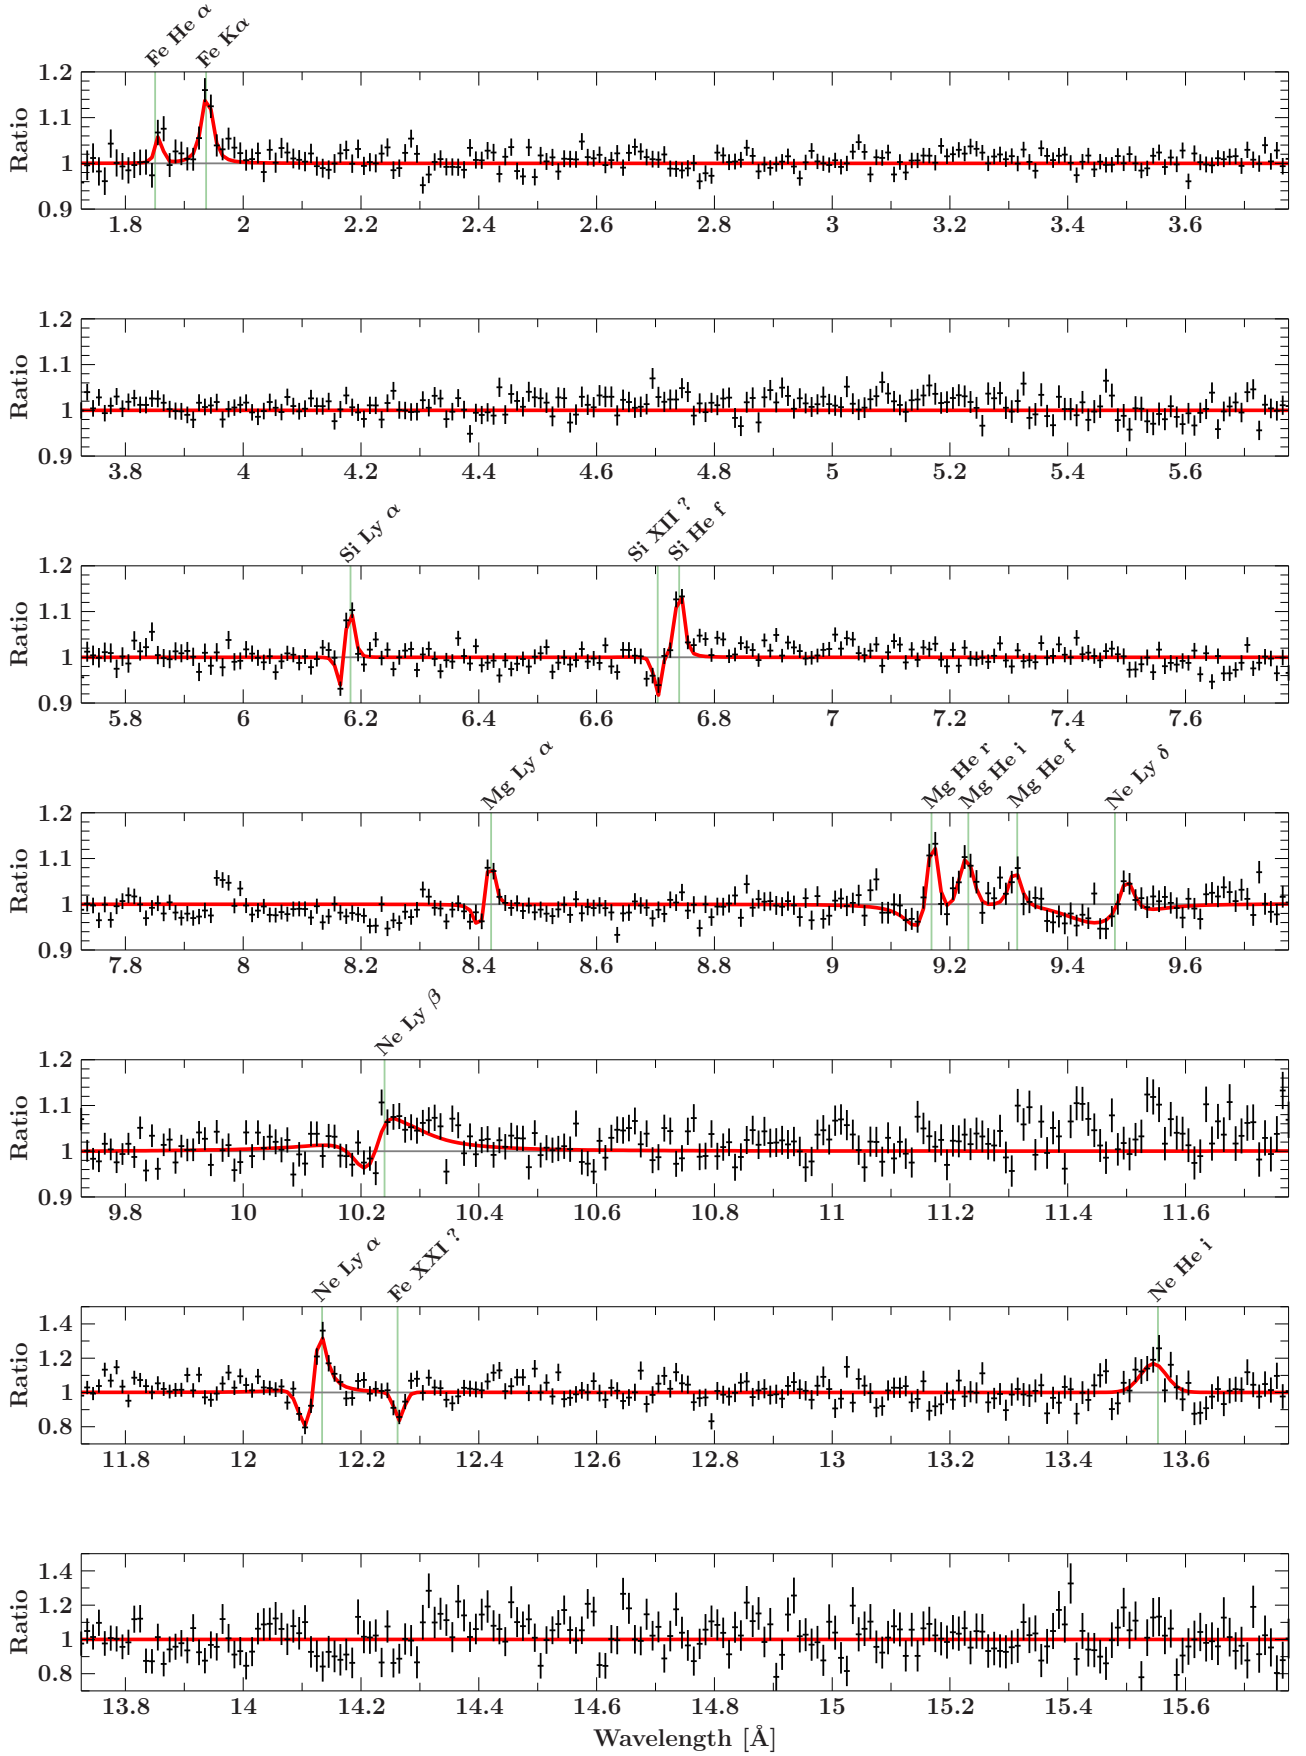 Fe He α Fe Kα
1.2
1.1
1
0.9
Ratio
1.8 2 2.2 2.4 2.6 2.8 3 3.2 3.4 3.6
1.2
1.1
1
0.9
Ratio
3.8 4 4.2 4.4 4.6 4.8 5 5.2 5.4 5.6
Si Ly α Si XII ? Si He f
1.2
1.1
1
0.9
Ratio
5.8 6 6.2 6.4 6.6 6.8 7 7.2 7.4 7.6
Mg Ly α Mg He r Mg He i Mg He f Ne Ly δ
1.2
1.1
1
0.9
Ratio
7.8 8 8.2 8.4 8.6 8.8 9 9.2 9.4 9.6
Ne Ly β
1.2
1.1
1
0.9
Ratio
9.8 10 10.2 10.4 10.6 10.8 11 11.2 11.4 11.6
Ne Ly α Fe XXI ? Ne He i
1.4
1.2
1
0.8
Ratio
11.8 12 12.2 12.4 12.6 12.8 13 13.2 13.4 13.6
1.4
1.2
1
0.8
Ratio
13.8 14 14.2 14.4 14.6 14.8 15 15.2 15.4 15.6
Wavelength [Å]